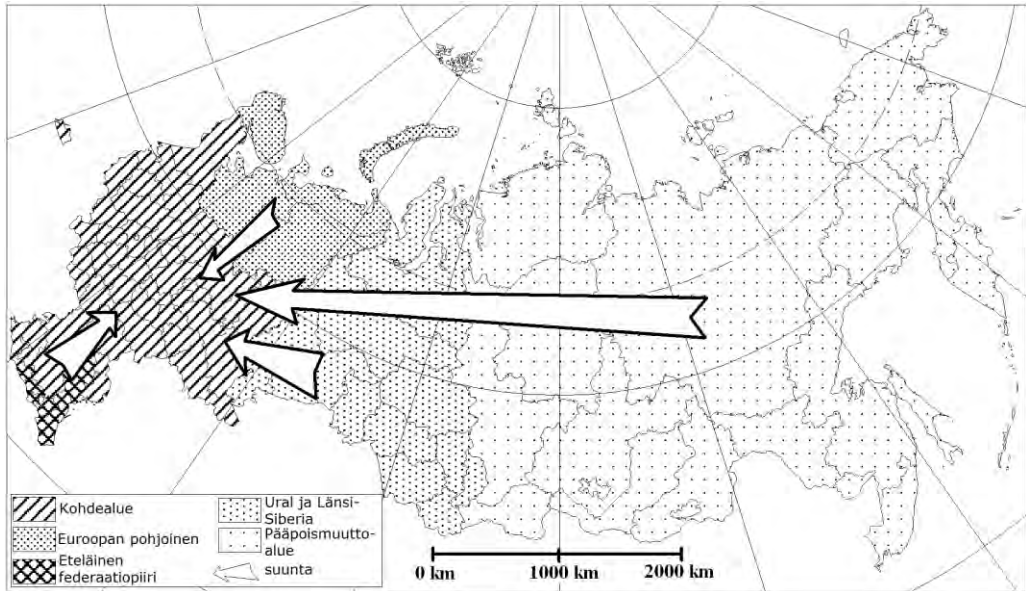 Kohdealue
Euroopan pohjoinen
Eteläinen
federaatiopiiri
Ural ja Länsi-
Siberia
Pääpoismuutto-
alue
suunta
0 km
1000 km
2000 km